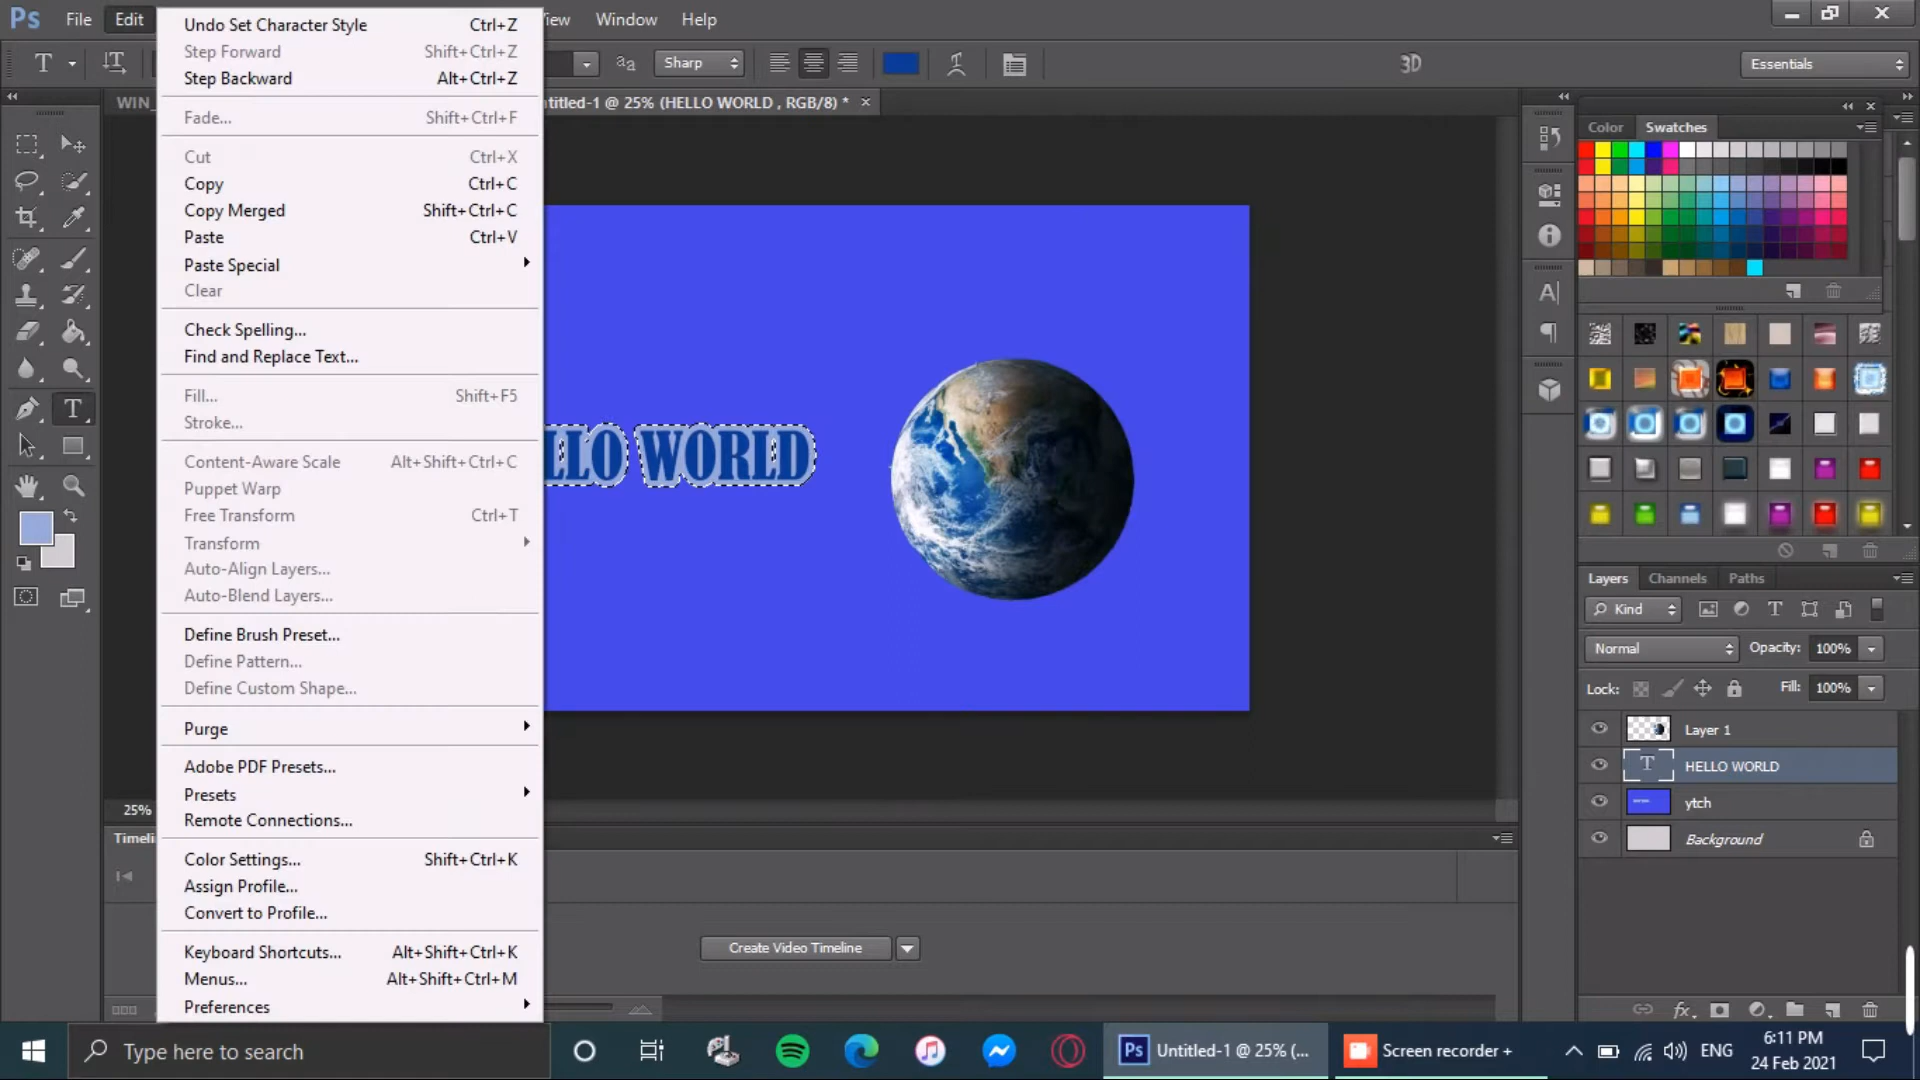 Ps File Edit View Window Help
T Sharp 3D Essentials
WIN_ Untitled-1 @ 25% (HELLO WORLD , RGB/8) *
Undo Set Character Style Ctrl+Z
Step Forward Shift+Ctrl+Z
Step Backward Alt+Ctrl+Z
Fade... Shift+Ctrl+F
Cut Ctrl+X
Copy Ctrl+C
Copy Merged Shift+Ctrl+C
Paste Ctrl+V
Paste Special
Clear
Check Spelling...
Find and Replace Text...
Fill... Shift+F5
Stroke...
Content-Aware Scale Alt+Shift+Ctrl+C
Puppet Warp
Free Transform Ctrl+T
Transform
Auto-Align Layers...
Auto-Blend Layers...
Define Brush Preset...
Define Pattern...
Define Custom Shape...
Purge
Adobe PDF Presets...
Presets
Remote Connections...
Color Settings... Shift+Ctrl+K
Assign Profile...
Convert to Profile...
Keyboard Shortcuts... Alt+Shift+Ctrl+K
Menus... Alt+Shift+Ctrl+M
Preferences
LLO WORLD
Color Swatches
Layers Channels Paths
Kind
Normal Opacity: 100%
Lock: Fill: 100%
Layer 1
HELLO WORLD
ytch
Background
25%
Timeli
Create Video Timeline
Type here to search
Ps Untitled-1 @ 25% (...
Screen recorder +
ENG
6:11 PM
24 Feb 2021